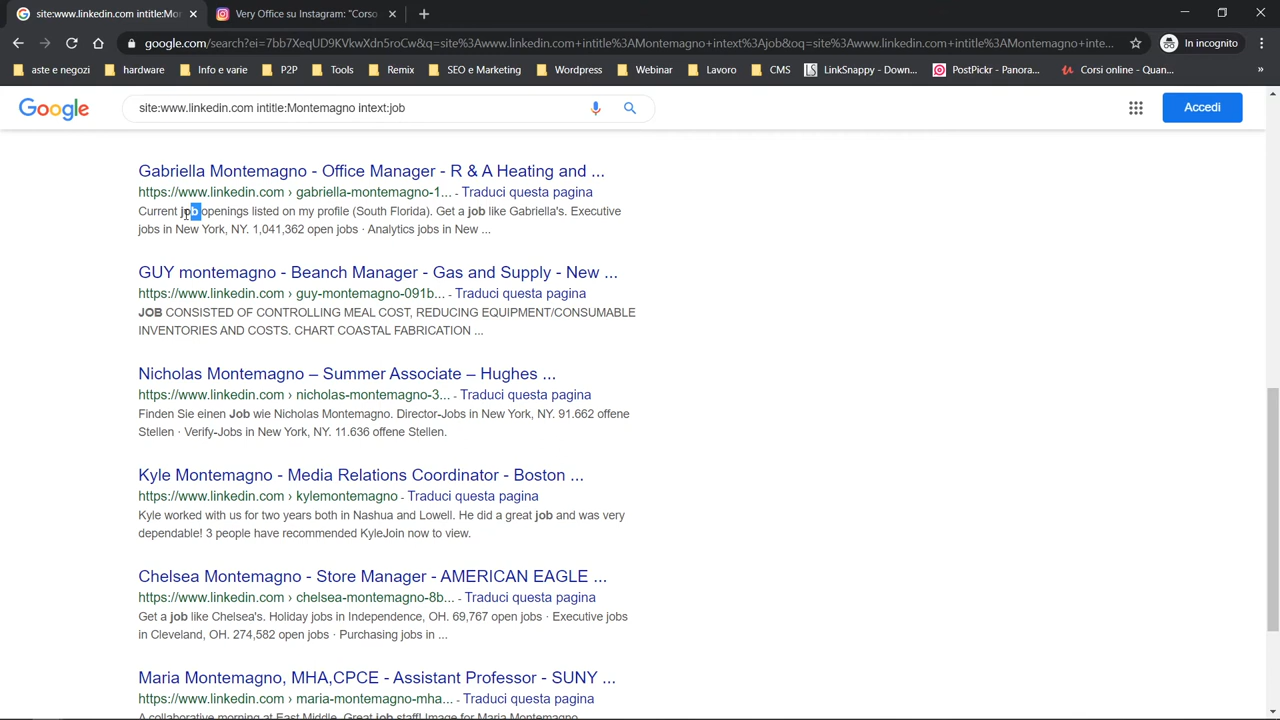 site:www.linkedin.com intitle:Mon
Very Office su Instagram: "Corso
google.com/search?ei=7bb7XeqUD9KVkwXdn5roCw&q=site%3Awww.linkedin.com+intitle%3AMontemagno+intext%3Ajob&oq=site%3Awww.linkedin.com+intitle%3AMontemagno+inte...
In incognito
aste e negozi
hardware
Info e varie
P2P
Tools
Remix
SEO e Marketing
Wordpress
Webinar
Lavoro
CMS
LinkSnappy - Down...
PostPickr - Panora...
Corsi online - Quan...
»
Google
site:www.linkedin.com intitle:Montemagno intext:job
Accedi
Gabriella Montemagno - Office Manager - R & A Heating and ...
https://www.linkedin.com › gabriella-montemagno-1... - Traduci questa pagina
Current job openings listed on my profile (South Florida). Get a job like Gabriella's. Executive
jobs in New York, NY. 1,041,362 open jobs · Analytics jobs in New ...
GUY montemagno - Beanch Manager - Gas and Supply - New ...
https://www.linkedin.com › guy-montemagno-091b... - Traduci questa pagina
JOB CONSISTED OF CONTROLLING MEAL COST, REDUCING EQUIPMENT/CONSUMABLE
INVENTORIES AND COSTS. CHART COASTAL FABRICATION ...
Nicholas Montemagno – Summer Associate – Hughes ...
https://www.linkedin.com › nicholas-montemagno-3... - Traduci questa pagina
Finden Sie einen Job wie Nicholas Montemagno. Director-Jobs in New York, NY. 91.662 offene
Stellen · Verify-Jobs in New York, NY. 11.636 offene Stellen.
Kyle Montemagno - Media Relations Coordinator - Boston ...
https://www.linkedin.com › kylemontemagno - Traduci questa pagina
Kyle worked with us for two years both in Nashua and Lowell. He did a great job and was very
dependable! 3 people have recommended KyleJoin now to view.
Chelsea Montemagno - Store Manager - AMERICAN EAGLE ...
https://www.linkedin.com › chelsea-montemagno-8b... - Traduci questa pagina
Get a job like Chelsea's. Holiday jobs in Independence, OH. 69,767 open jobs · Executive jobs
in Cleveland, OH. 274,582 open jobs · Purchasing jobs in ...
Maria Montemagno, MHA,CPCE - Assistant Professor - SUNY ...
https://www.linkedin.com › maria-montemagno-mha... - Traduci questa pagina
A collaborative morning at East Middle. Great job staff! Image for Maria Montemagno.